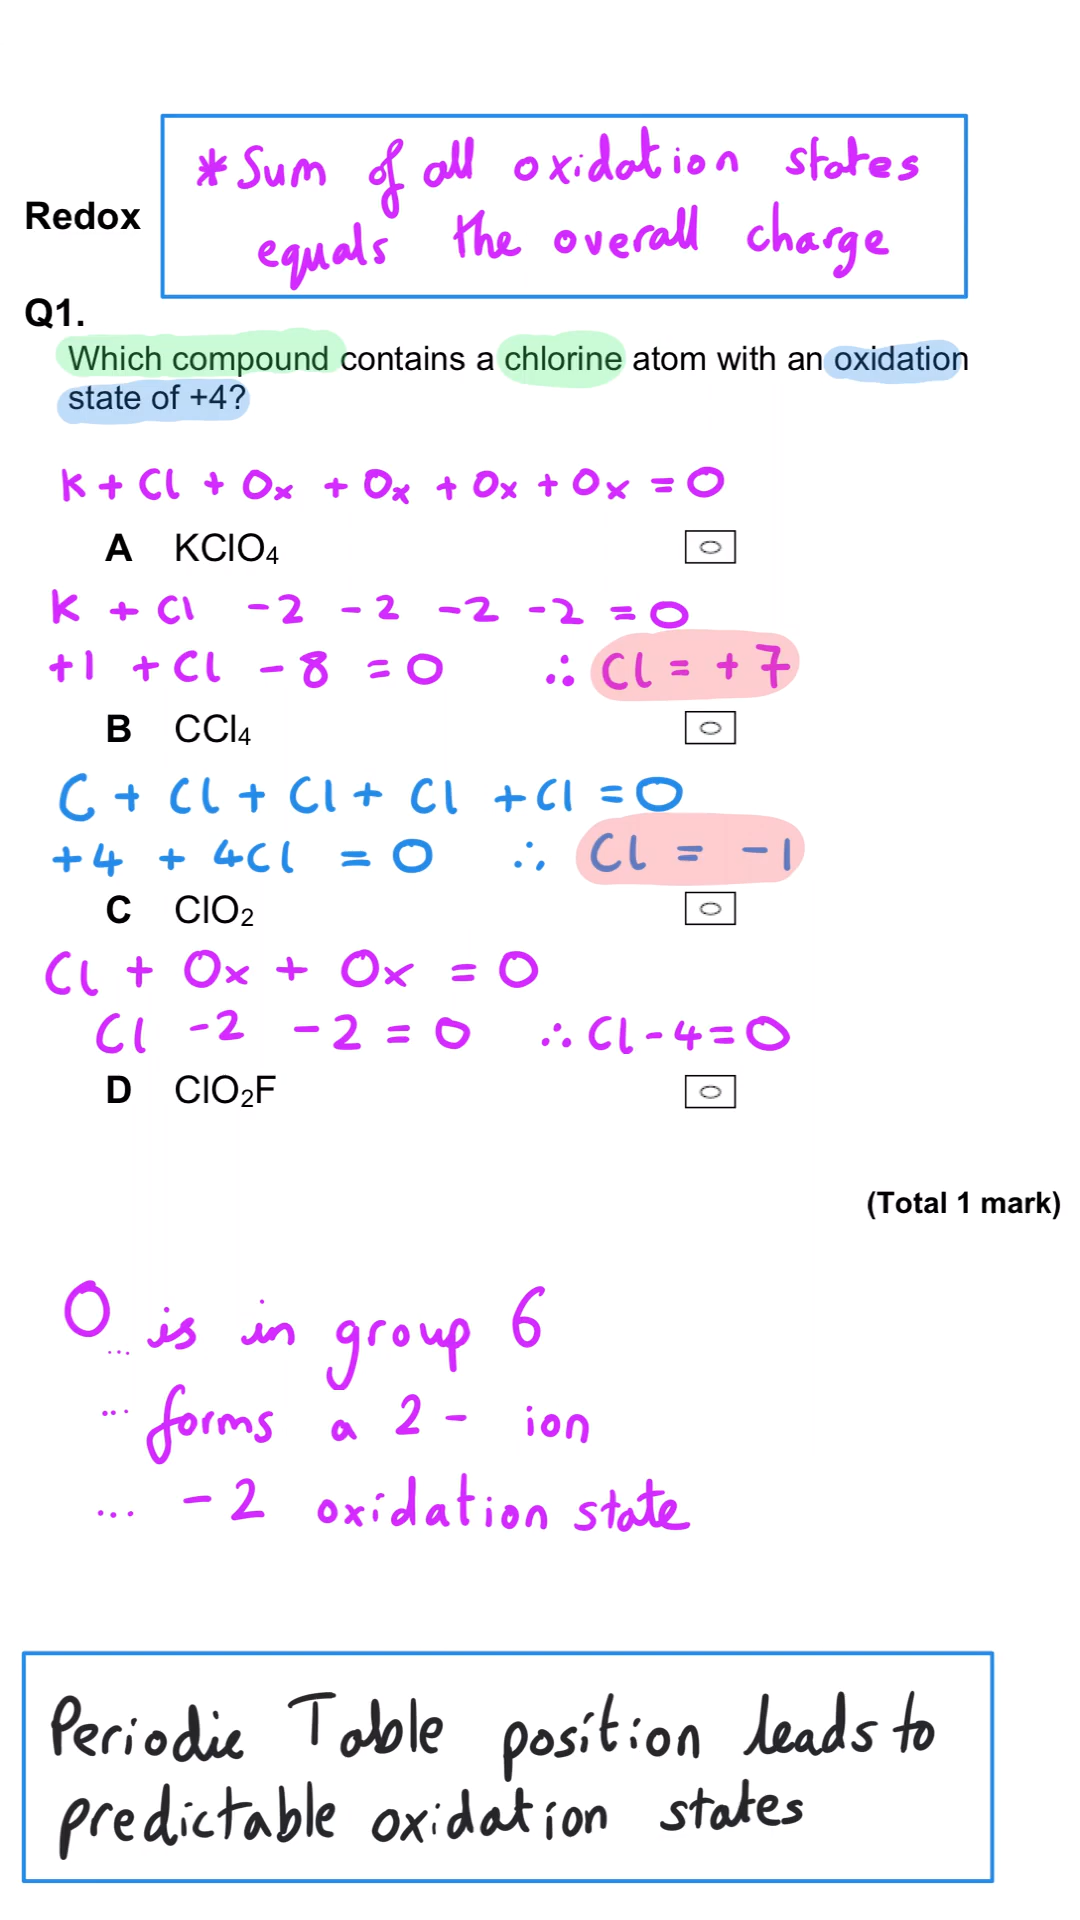 *Sum of all oxidation states
Redox
equals the overall charge
Q1.
Which compound contains a chlorine atom with an oxidation
state of +4?
K + Cl + Ox + Ox + Ox + Ox = 0
A KClO₄
K + Cl -2 -2 -2 -2 = 0
+1 + Cl - 8 = 0 ∴ Cl = +7
B CCl₄
C + Cl + Cl + Cl + Cl = 0
+4 + 4Cl = 0 ∴ Cl = -1
C ClO₂
Cl + Ox + Ox = 0
Cl -2 -2 = 0 ∴ Cl - 4 = 0
D ClO₂F
(Total 1 mark)
O ... is in group 6
... forms a 2- ion
... -2 oxidation state
Periodic Table position leads to
predictable oxidation states